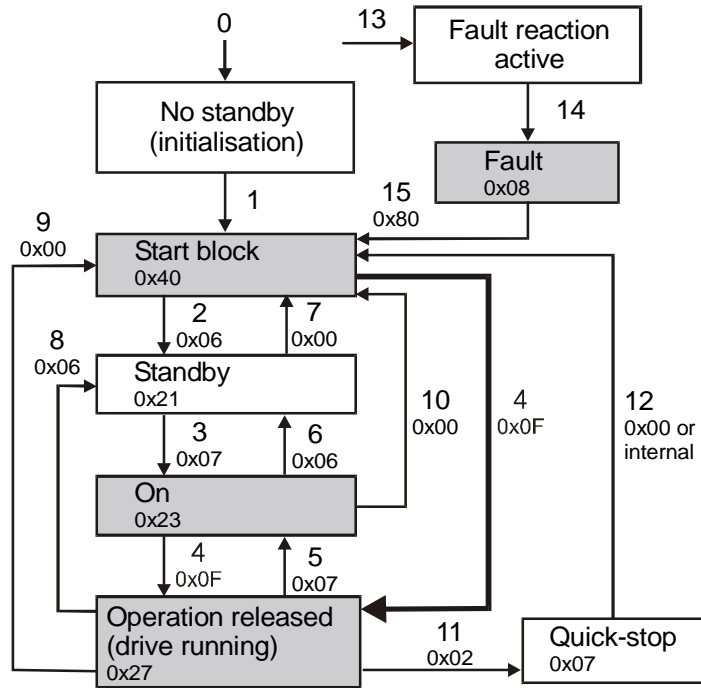 0
13
Fault reaction
active
No standby
(initialisation)
14
Fault
0x08
1
15
0x80
9
0x00
Start block
0x40
2
0x06
7
0x00
8
0x06
Standby
0x21
10
0x00
4
0x0F
12
0x00 or
internal
3
0x07
6
0x06
On
0x23
4
0x0F
5
0x07
Operation released
(drive running)
0x27
11
0x02
Quick-stop
0x07